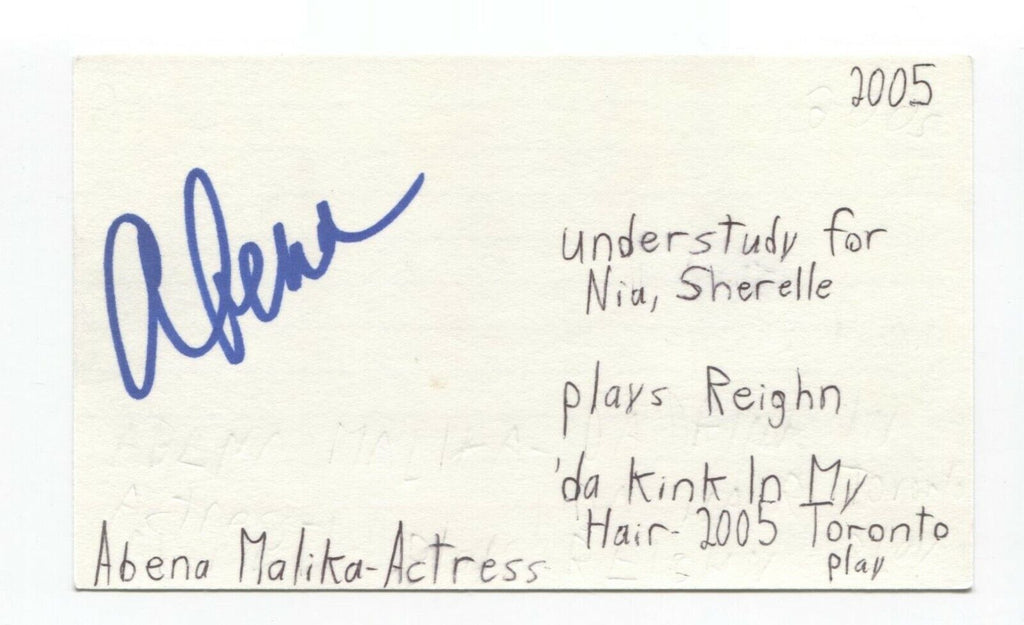 2005
Abena
understudy for
Nia, Sherelle
plays Reighn
'da Kink In My
Hair - 2005 Toronto
play
Abena Malika - Actress